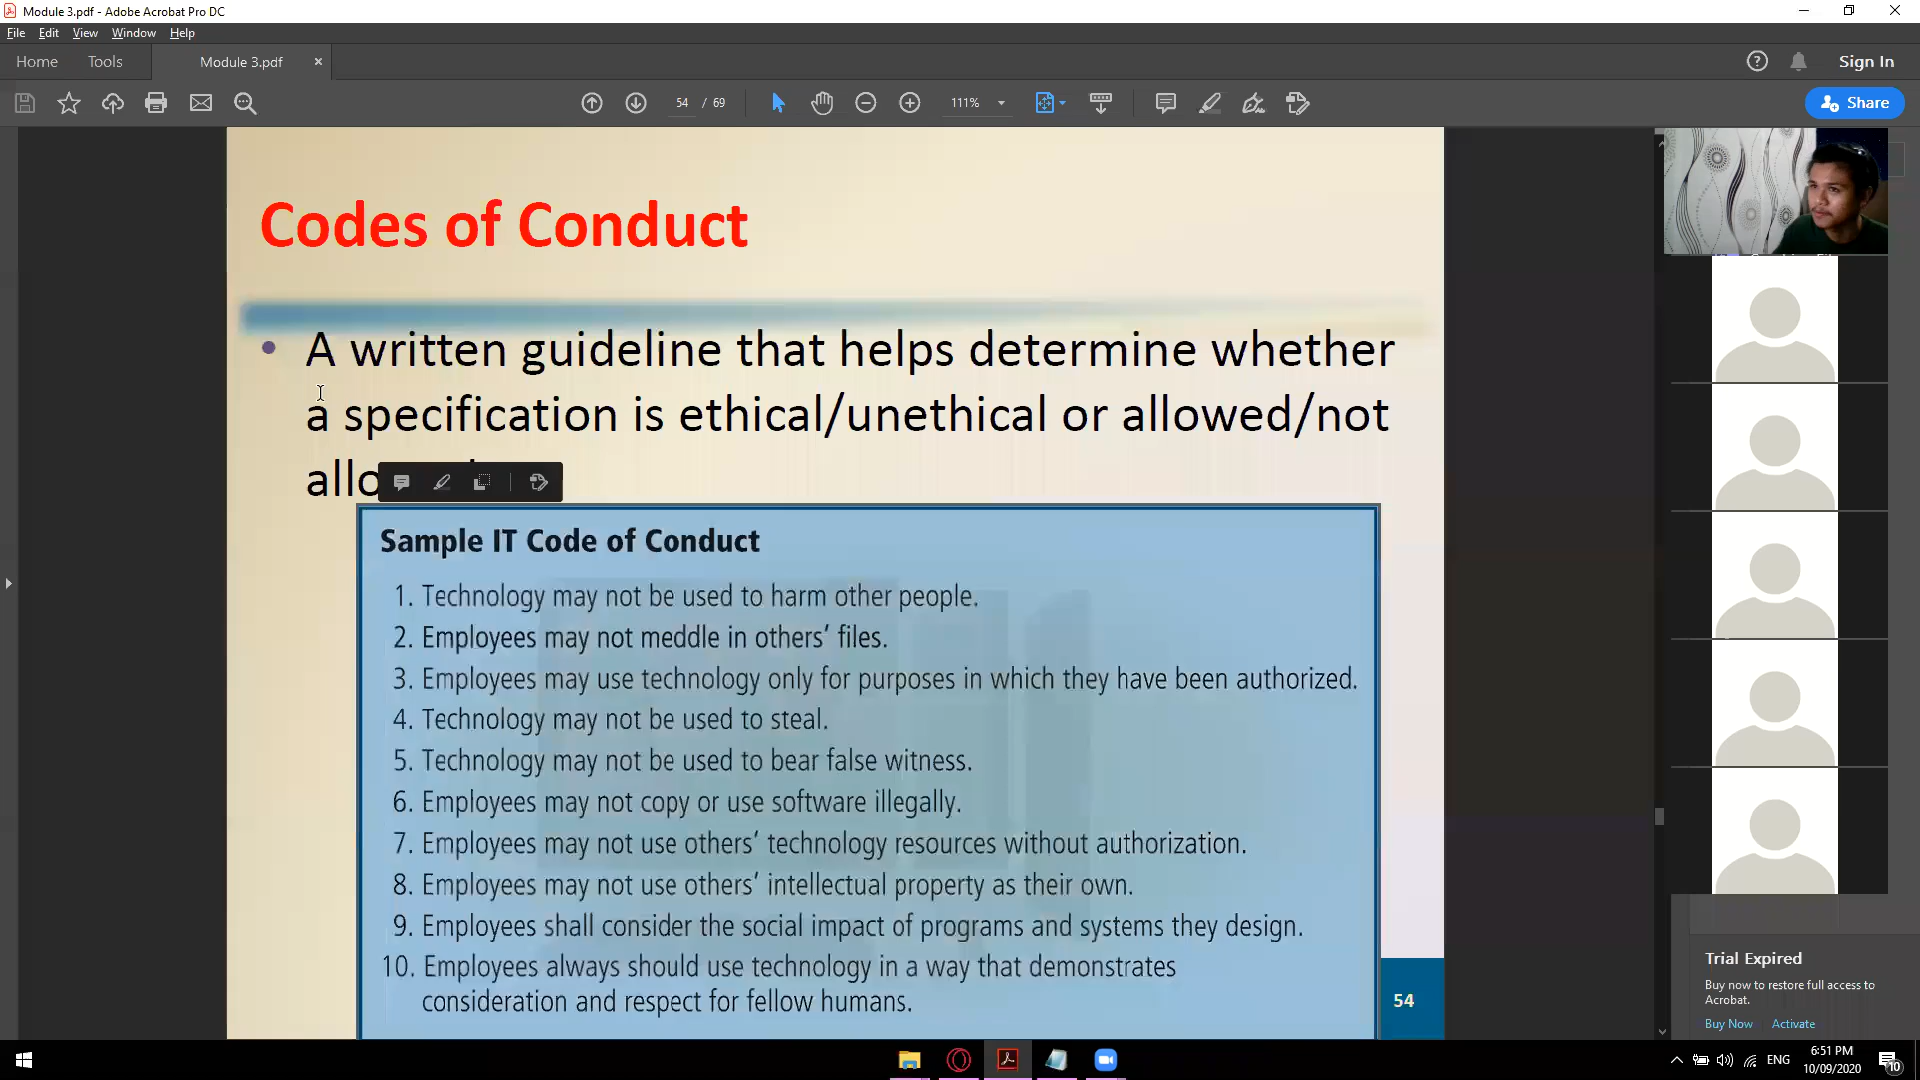 Module 3.pdf - Adobe Acrobat Pro DC
File Edit View Window Help
Home Tools Module 3.pdf × Sign In
54 / 69 111% Share
Codes of Conduct
• A written guideline that helps determine whether
a specification is ethical/unethical or allowed/not
Sample IT Code of Conduct
1. Technology may not be used to harm other people.
2. Employees may not meddle in others' files.
3. Employees may use technology only for purposes in which they have been authorized.
4. Technology may not be used to steal.
5. Technology may not be used to bear false witness.
6. Employees may not copy or use software illegally.
7. Employees may not use others' technology resources without authorization.
8. Employees may not use others' intellectual property as their own.
9. Employees shall consider the social impact of programs and systems they design.
10. Employees always should use technology in a way that demonstrates
consideration and respect for fellow humans.
54
Trial Expired
Buy now to restore full access to
Acrobat.
Buy Now Activate
ENG
6:51 PM
10/09/2020
10